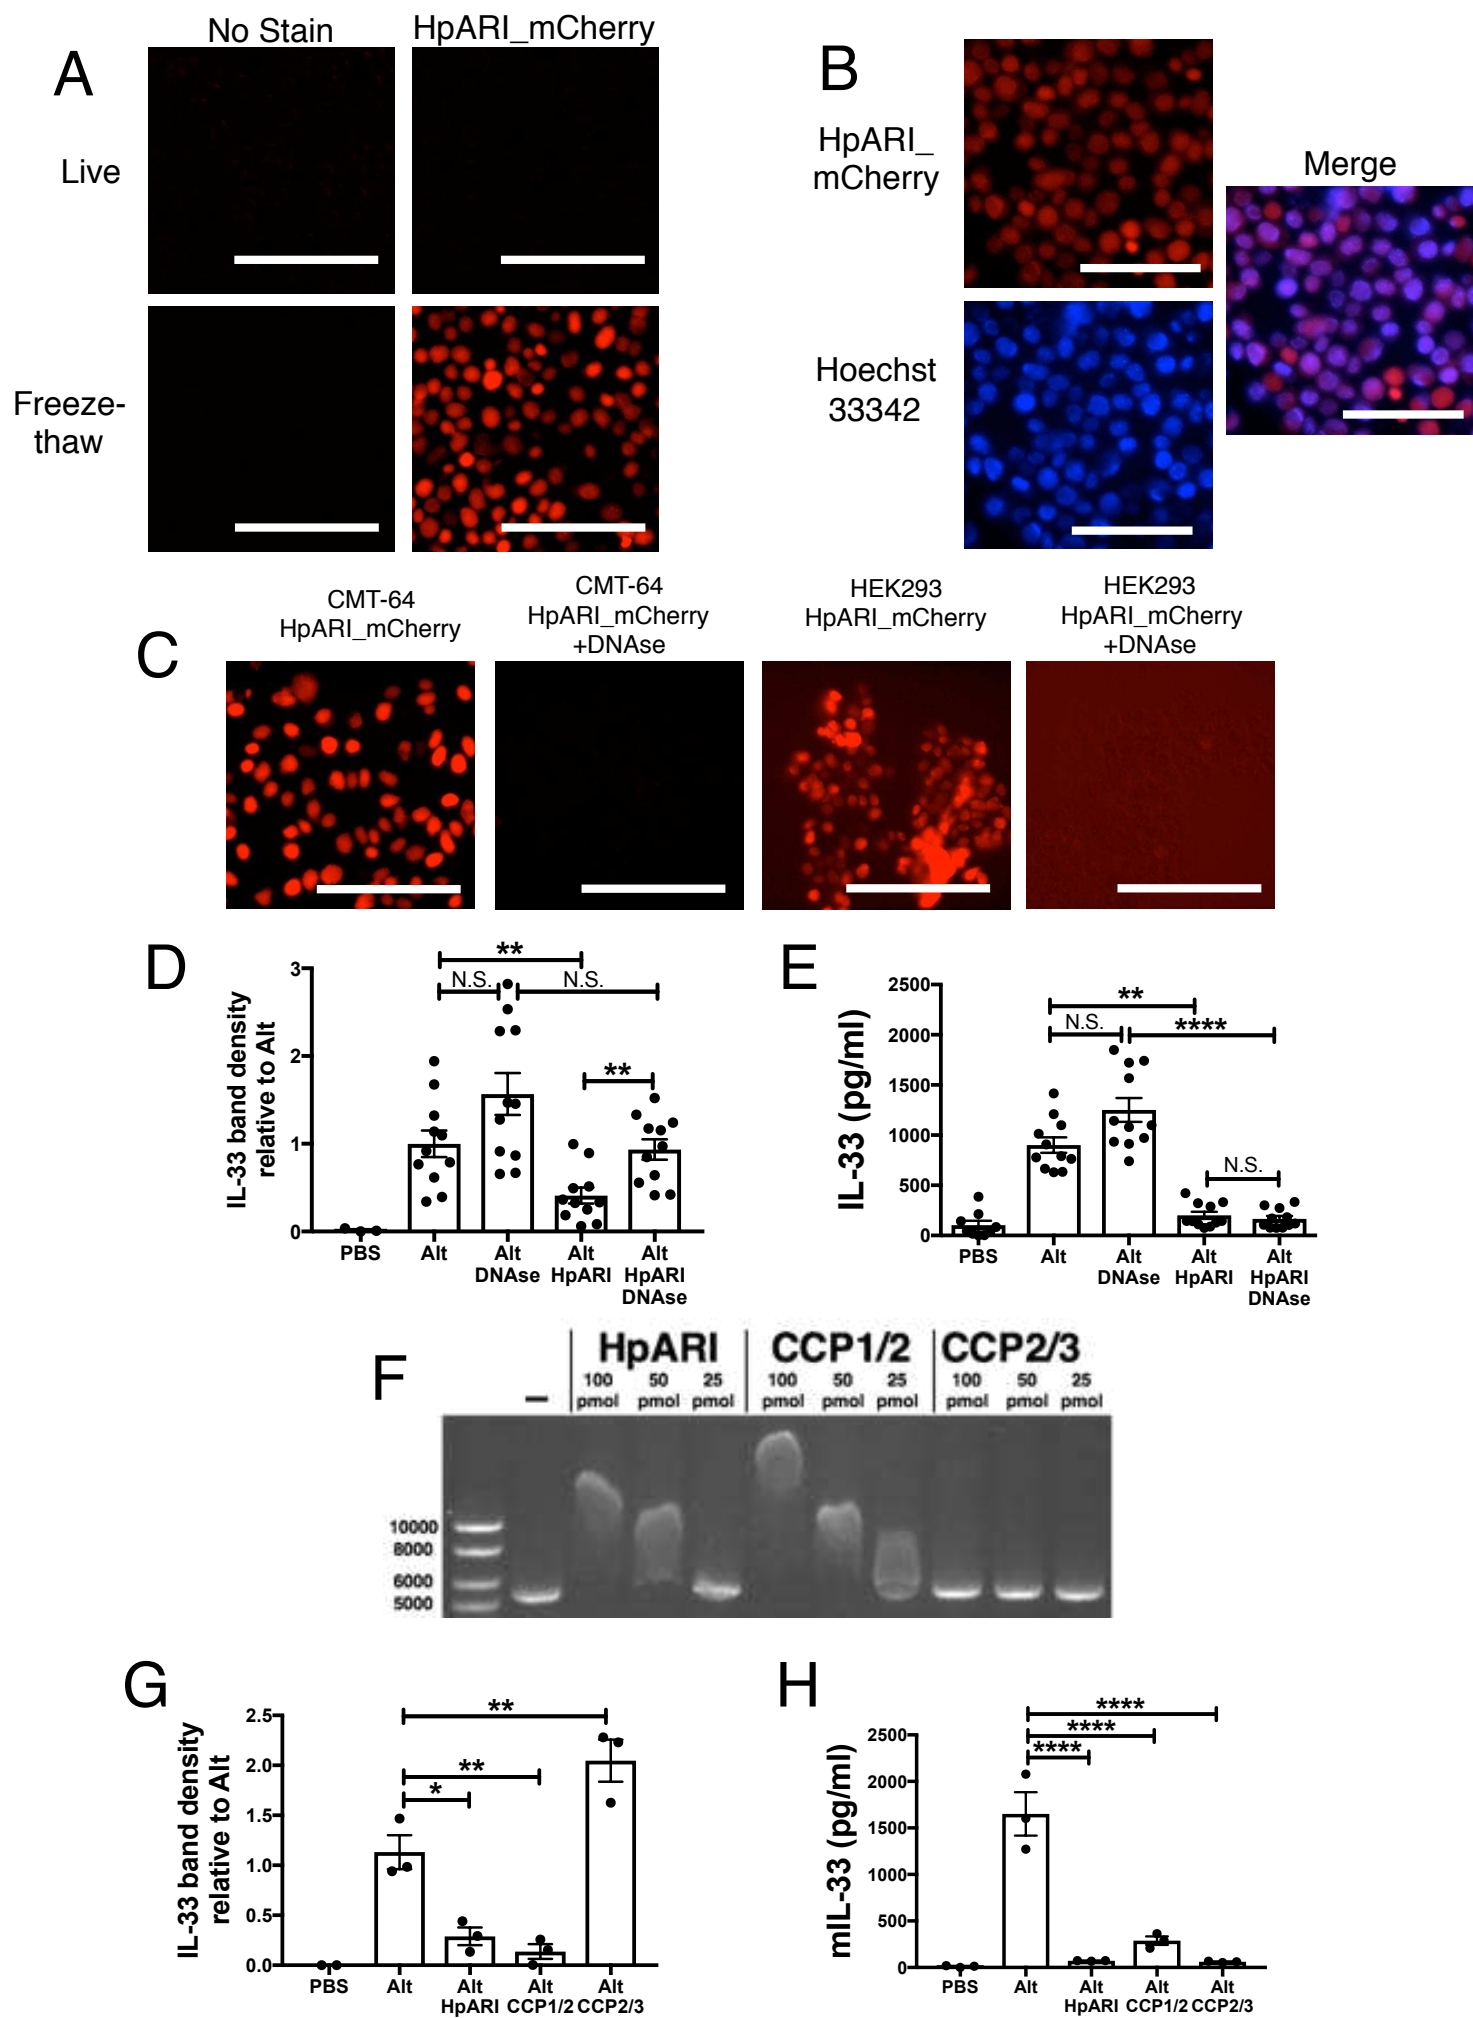 A
No Stain
HpARI_mCherry
Live
Freeze-
thaw
B
HpARI_
mCherry
Merge
Hoechst
33342
C
CMT-64
HpARI_mCherry
CMT-64
HpARI_mCherry
+DNAse
HEK293
HpARI_mCherry
HEK293
HpARI_mCherry
+DNAse
D
IL-33 band density
relative to Alt
3
2
1
0
**
N.S.
N.S.
**
PBS
Alt
Alt
DNAse
Alt
HpARI
Alt
HpARI
DNAse
E
IL-33 (pg/ml)
2500
2000
1500
1000
500
0
**
N.S.
****
N.S.
PBS
Alt
Alt
DNAse
Alt
HpARI
Alt
HpARI
DNAse
F
HpARI
CCP1/2
CCP2/3
–
100
pmol
50
pmol
25
pmol
100
pmol
50
pmol
25
pmol
100
pmol
50
pmol
25
pmol
10000
8000
6000
5000
G
IL-33 band density
relative to Alt
2.5
2.0
1.5
1.0
0.5
0.0
**
**
*
PBS
Alt
Alt
HpARI
Alt
CCP1/2
Alt
CCP2/3
H
mIL-33 (pg/ml)
2500
2000
1500
1000
500
0
****
****
****
PBS
Alt
Alt
HpARI
Alt
CCP1/2
Alt
CCP2/3